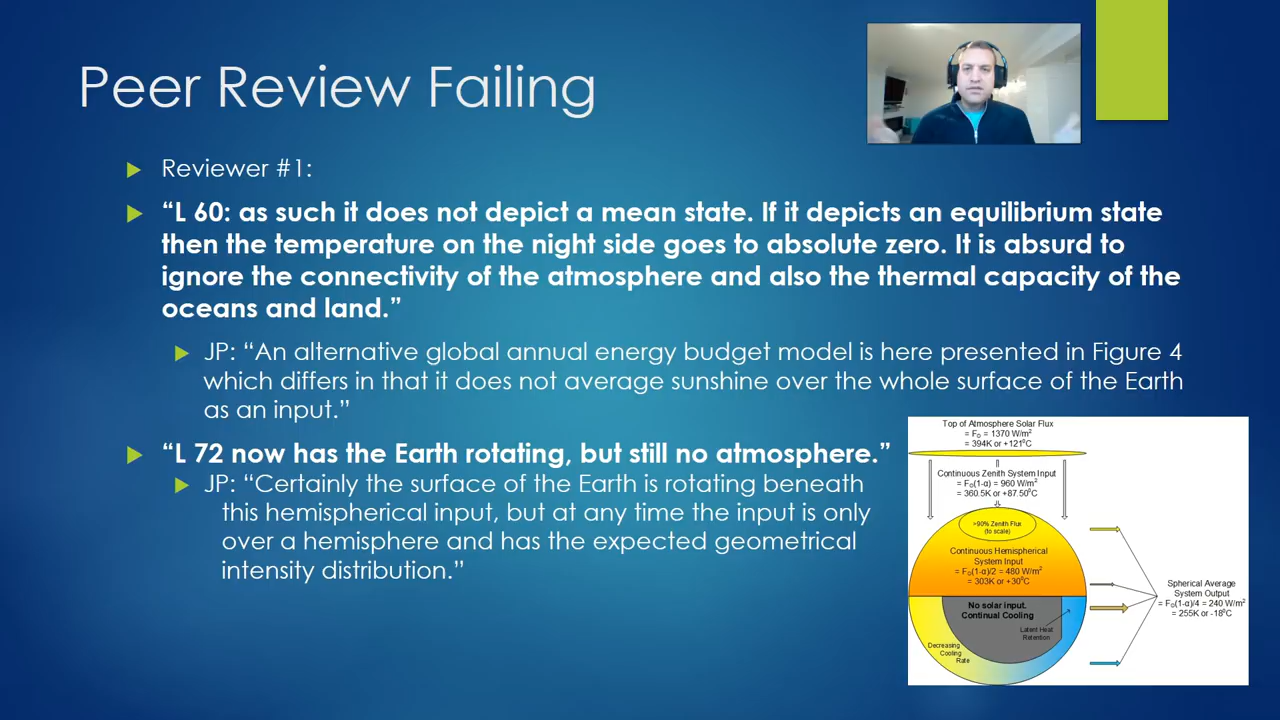 Peer Review Failing
Reviewer #1:
“L 60: as such it does not depict a mean state. If it depicts an equilibrium state
then the temperature on the night side goes to absolute zero. It is absurd to
ignore the connectivity of the atmosphere and also the thermal capacity of the
oceans and land.”
JP: “An alternative global annual energy budget model is here presented in Figure 4
which differs in that it does not average sunshine over the whole surface of the Earth
as an input.”
“L 72 now has the Earth rotating, but still no atmosphere.”
JP: “Certainly the surface of the Earth is rotating beneath
this hemispherical input, but at any time the input is only
over a hemisphere and has the expected geometrical
intensity distribution.”
Top of Atmosphere Solar Flux
= F₀ = 1370 W/m²
= 394K or +121⁰C
Continuous Zenith System Input
= F₀(1-α) = 960 W/m²
= 360.5K or +87.50⁰C
>90% Zenith Flux
(to scale)
Continuous Hemispherical
System Input
= F₀(1-α)/2 = 480 W/m²
= 303K or +30⁰C
No solar input.
Continual Cooling
Latent Heat
Retention
Decreasing
Cooling
Rate
Spherical Average
System Output
= F₀(1-α)/4 = 240 W/m²
= 255K or -18⁰C